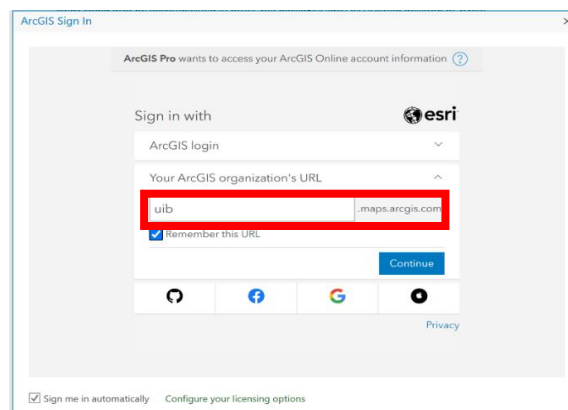 ArcGIS Sign In
ArcGIS Pro wants to access your ArcGIS Online account information ?
Sign in with
esri
ArcGIS login
Your ArcGIS organization's URL
uib .maps.arcgis.com
Remember this URL
Continue
Privacy
Sign me in automatically Configure your licensing options